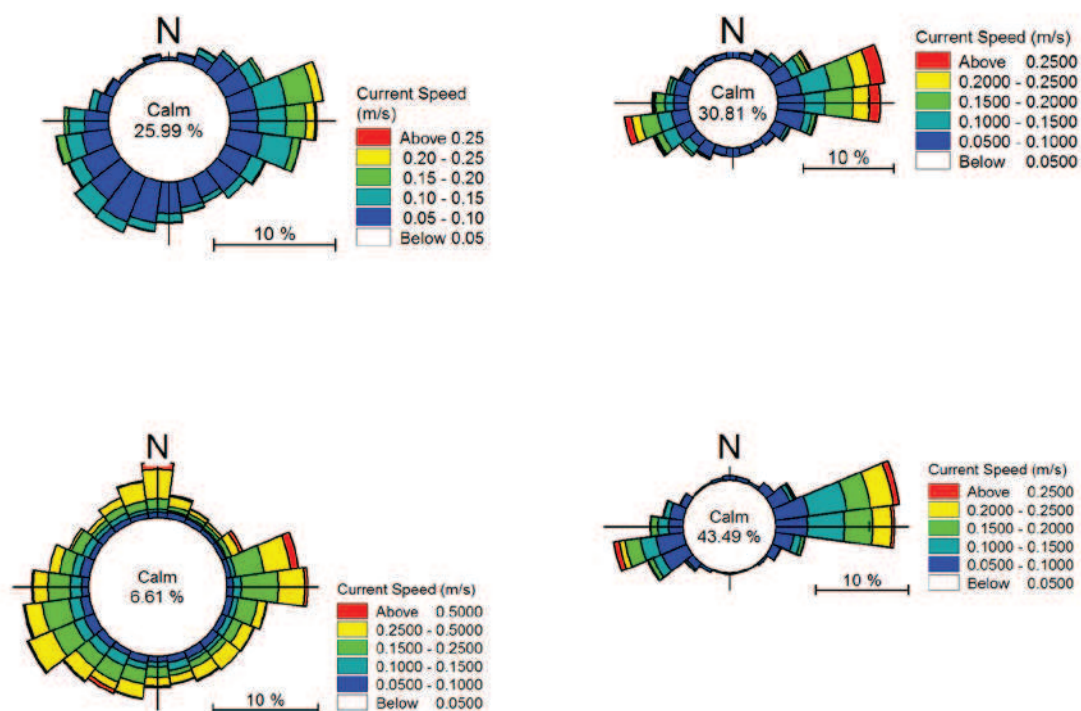 N
Calm
25.99 %
Current Speed
(m/s)
Above 0.25
0.20 - 0.25
0.15 - 0.20
0.10 - 0.15
0.05 - 0.10
Below 0.05
10 %
N
Calm
30.81 %
Current Speed (m/s)
Above 0.2500
0.2000 - 0.2500
0.1500 - 0.2000
0.1000 - 0.1500
0.0500 - 0.1000
Below 0.0500
10 %
N
Calm
6.61 %
Current Speed (m/s)
Above 0.5000
0.2500 - 0.5000
0.1500 - 0.2500
0.1000 - 0.1500
0.0500 - 0.1000
Below 0.0500
10 %
N
Calm
43.49 %
Current Speed (m/s)
Above 0.2500
0.2000 - 0.2500
0.1500 - 0.2000
0.1000 - 0.1500
0.0500 - 0.1000
Below 0.0500
10 %